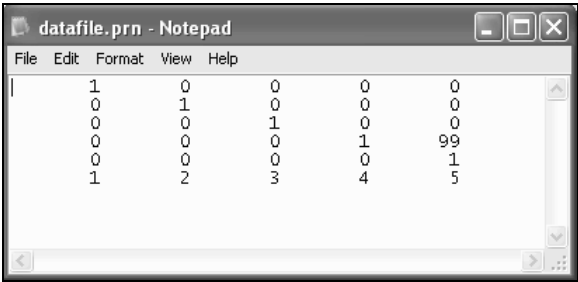 datafile.prn - Notepad
File Edit Format View Help
1 0 0 0 0
0 1 0 0 0
0 0 1 0 0
0 0 0 1 99
0 0 0 0 1
1 2 3 4 5